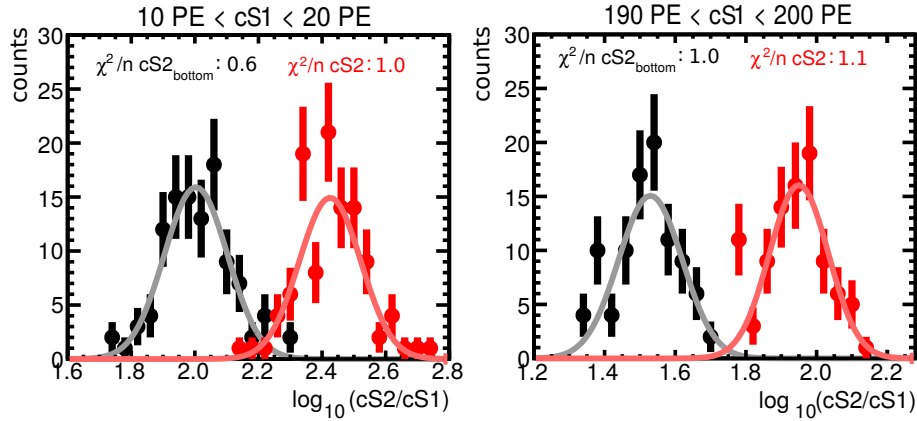 10 PE < cS1 < 20 PE
counts
χ²/n cS2bottom: 0.6
χ²/n cS2: 1.0
30
25
20
15
10
5
0
1.6 1.8 2.0 2.2 2.4 2.6 2.8
log10(cS2/cS1)
190 PE < cS1 < 200 PE
counts
χ²/n cS2bottom: 1.0
χ²/n cS2: 1.1
30
25
20
15
10
5
0
1.2 1.4 1.6 1.8 2.0 2.2
log10(cS2/cS1)